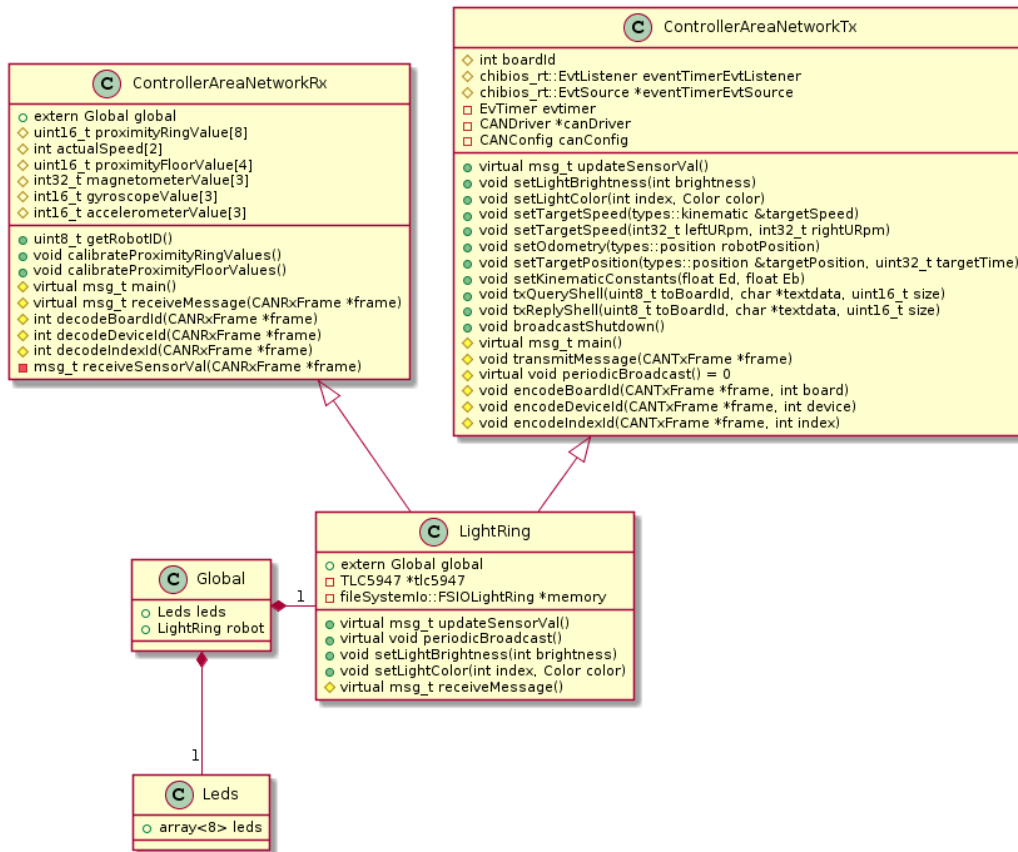 C ControllerAreaNetworkRx
extern Global global
uint16_t proximityRingValue[8]
int actualSpeed[2]
uint16_t proximityFloorValue[4]
int32_t magnetometerValue[3]
int16_t gyroscopeValue[3]
int16_t accelerometerValue[3]
uint8_t getRobotID()
void calibrateProximityRingValues()
void calibrateProximityFloorValues()
virtual msg_t main()
virtual msg_t receiveMessage(CANRxFrame *frame)
int decodeBoardId(CANRxFrame *frame)
int decodeDeviceId(CANRxFrame *frame)
int decodeIndexId(CANRxFrame *frame)
msg_t receiveSensorVal(CANRxFrame *frame)
C ControllerAreaNetworkTx
int boardId
chibios_rt::EvtListener eventTimerEvtListener
chibios_rt::EvtSource *eventTimerEvtSource
EvTimer evtimer
CANDriver *canDriver
CANConfig canConfig
virtual msg_t updateSensorVal()
void setLightBrightness(int brightness)
void setLightColor(int index, Color color)
void setTargetSpeed(types::kinematic &targetSpeed)
void setTargetSpeed(int32_t leftURpm, int32_t rightURpm)
void setOdometry(types::position robotPosition)
void setTargetPosition(types::position &targetPosition, uint32_t targetTime)
void setKinematicConstants(float Ed, float Eb)
void txQueryShell(uint8_t toBoardId, char *textdata, uint16_t size)
void txReplyShell(uint8_t toBoardId, char *textdata, uint16_t size)
void broadcastShutdown()
virtual msg_t main()
void transmitMessage(CANTxFrame *frame)
virtual void periodicBroadcast() = 0
void encodeBoardId(CANTxFrame *frame, int board)
void encodeDeviceId(CANTxFrame *frame, int device)
void encodeIndexId(CANTxFrame *frame, int index)
C LightRing
extern Global global
TLC5947 *tlc5947
fileSystemIo::FSIOLightRing *memory
virtual msg_t updateSensorVal()
virtual void periodicBroadcast()
void setLightBrightness(int brightness)
void setLightColor(int index, Color color)
virtual msg_t receiveMessage()
C Global
Leds leds
LightRing robot
1
1
C Leds
array<8> leds